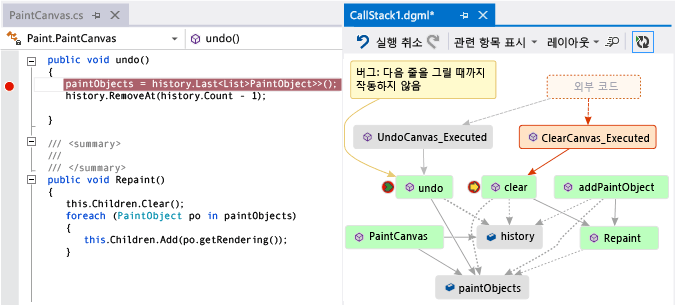 PaintCanvas.cs
Paint.PaintCanvas
undo()
public void undo()
{
paintObjects = history.Last<List>PaintObject>>();
history.RemoveAt(history.Count - 1);
}
/// <summary>
///
/// </summary>
public void Repaint()
{
this.Children.Clear();
foreach (PaintObject po in paintObjects)
{
this.Children.Add(po.getRendering());
}
CallStack1.dgml*
실행 취소
관련 항목 표시
레이아웃
버그: 다음 줄을 그릴 때까지
작동하지 않음
외부 코드
UndoCanvas_Executed
ClearCanvas_Executed
undo
clear
addPaintObject
PaintCanvas
history
Repaint
paintObjects